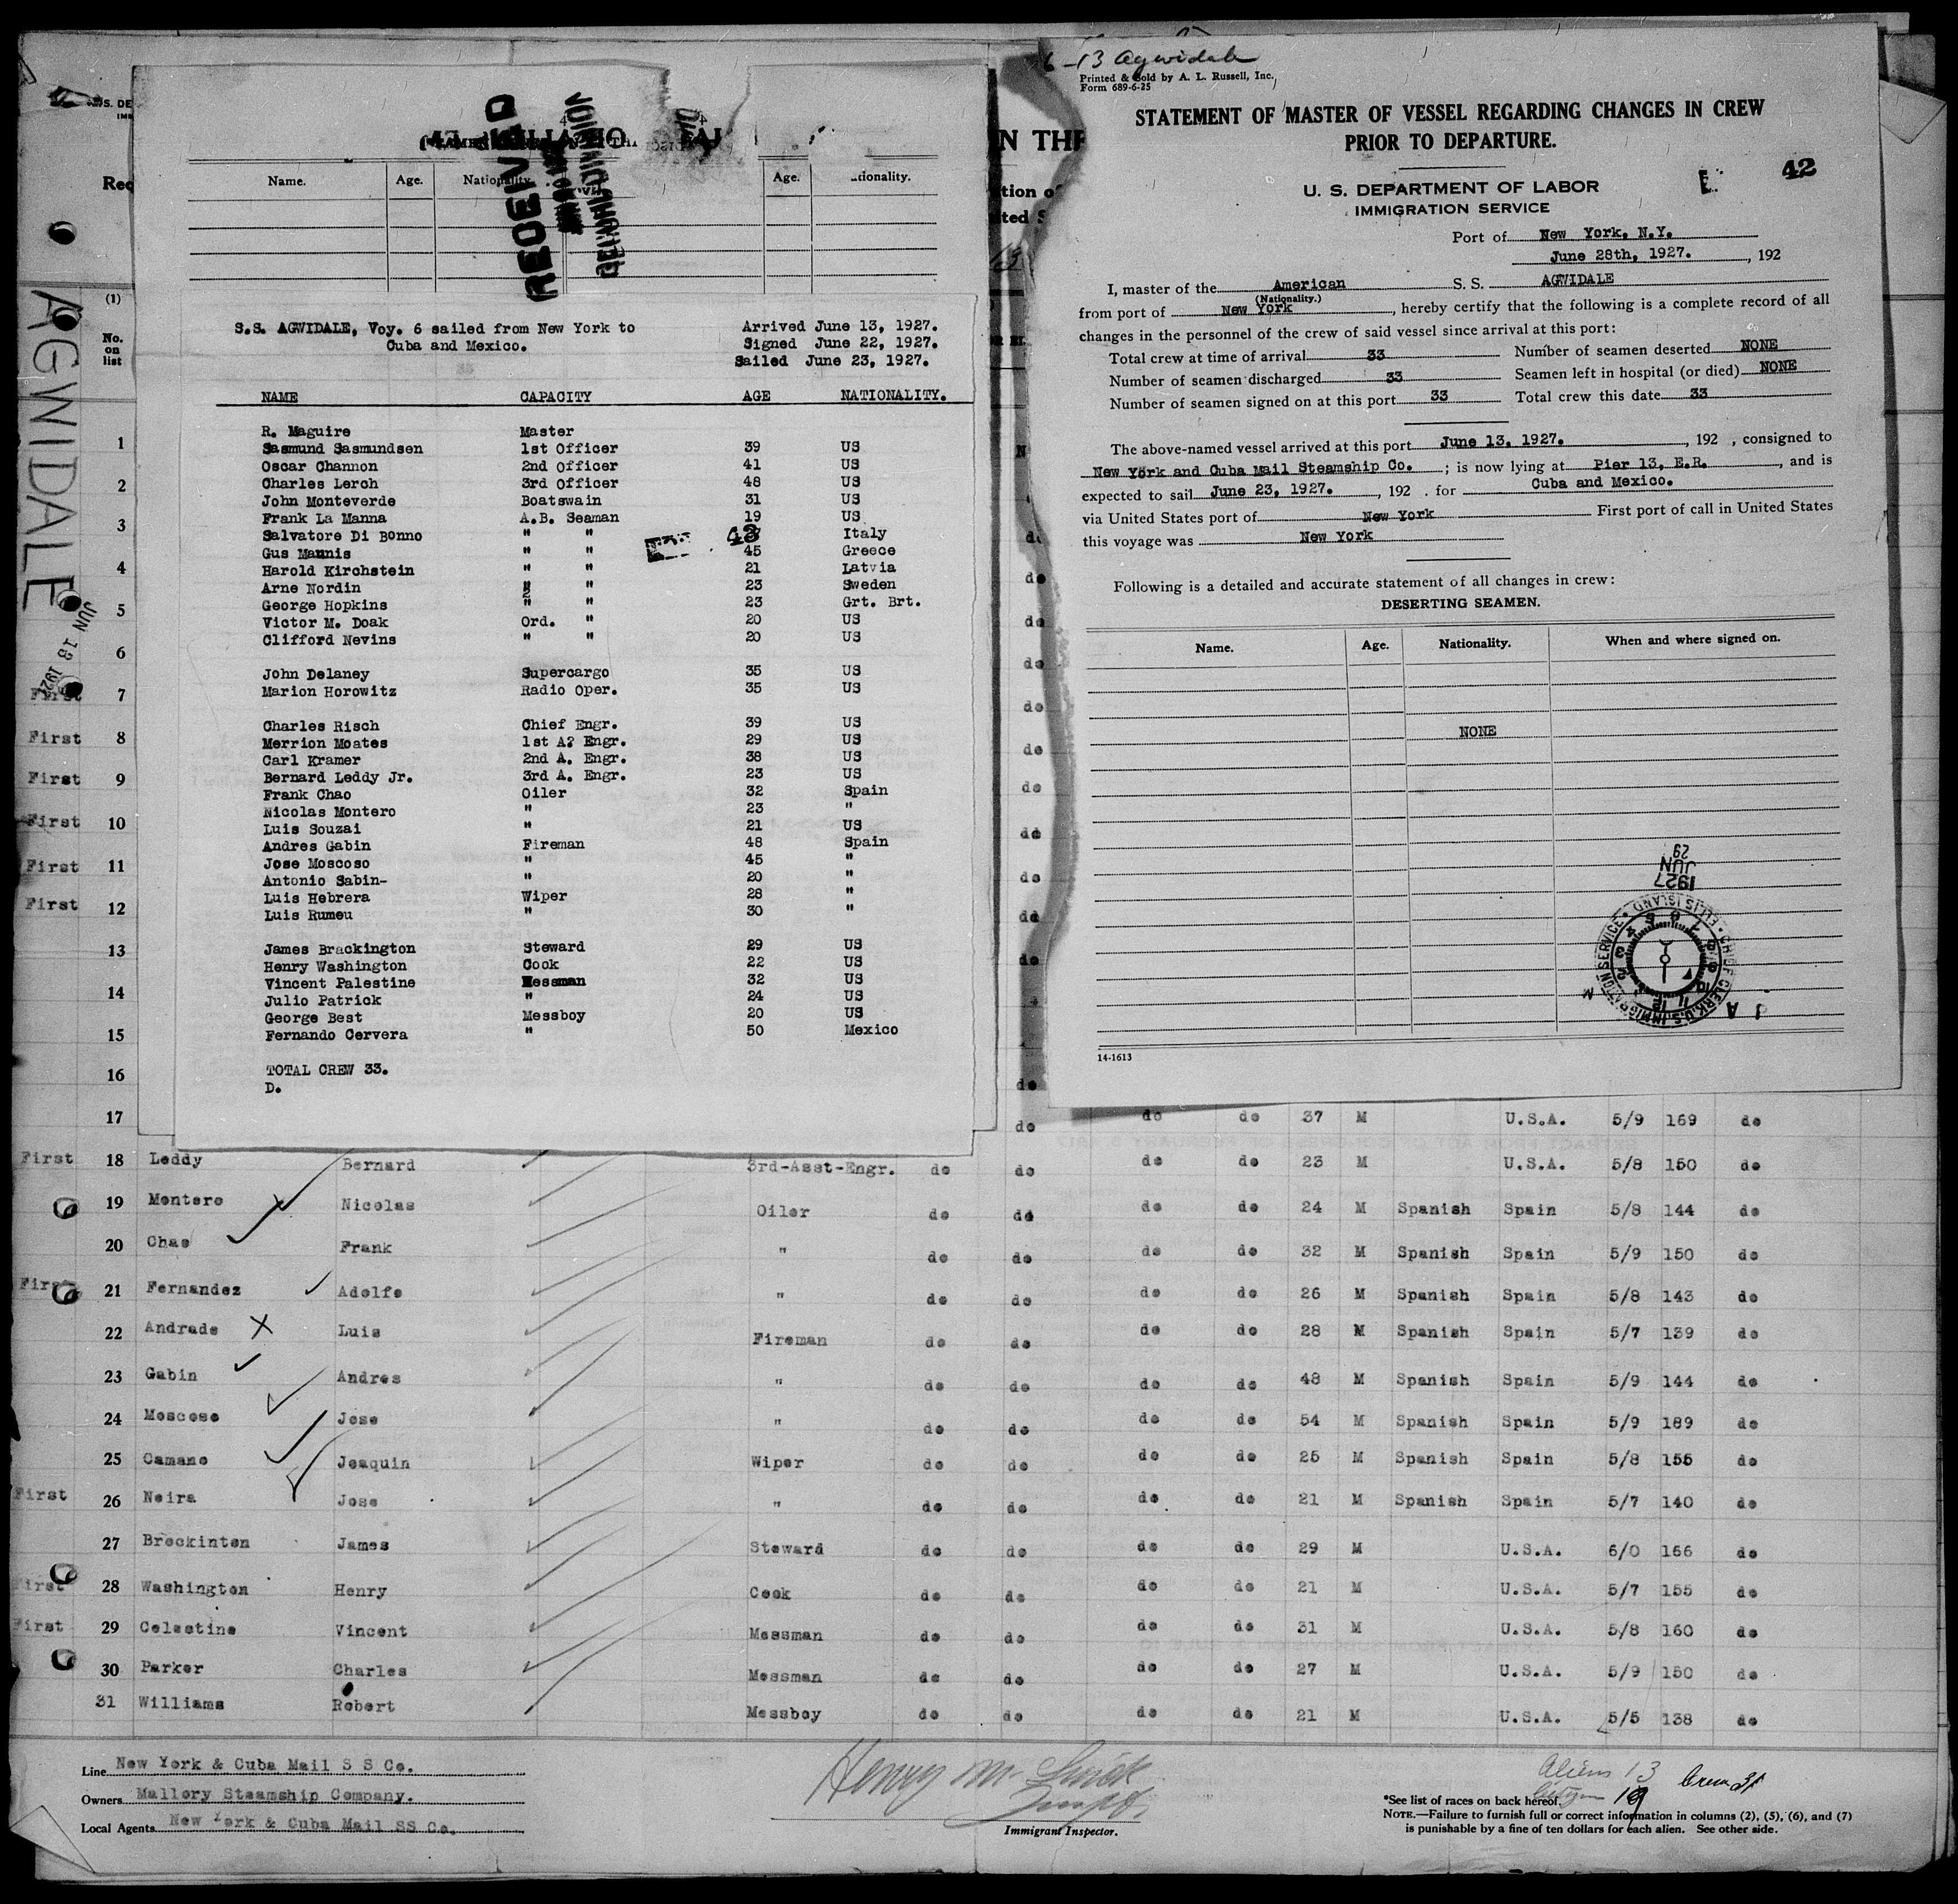 6-13 Agwidale
Printed & Sold by A. L. Russell, Inc.
Form 689-6-25
STATEMENT OF MASTER OF VESSEL REGARDING CHANGES IN CREW
PRIOR TO DEPARTURE.
42
U. S. DEPARTMENT OF LABOR
IMMIGRATION SERVICE
Port of New York, N.Y.
June 28th, 1927. , 192
I, master of the American S. S. AGWIDALE
(Nationality.)
from port of New York , hereby certify that the following is a complete record of all
changes in the personnel of the crew of said vessel since arrival at this port:
Total crew at time of arrival 33 Number of seamen deserted NONE
Number of seamen discharged 33 Seamen left in hospital (or died) NONE
Number of seamen signed on at this port 33 Total crew this date 33
The above-named vessel arrived at this port June 13, 1927. , 192 , consigned to
New York and Cuba Mail Steamship Co. ; is now lying at Pier 13, E.R. , and is
expected to sail June 23, 1927. , 192 . for Cuba and Mexico.
via United States port of New York First port of call in United States
this voyage was New York
Following is a detailed and accurate statement of all changes in crew:
DESERTING SEAMEN.
Name. Age. Nationality. When and where signed on.
NONE
1927
JUN
29
CHIEF CLERK U.S. IMMIGRATION SERVICE ELLIS ISLAND
14-1613
RECEIVED
Name. Age. Nationality. Age.
AGWIDALE
JUN 13 1927
(1)
No.
on
list
S.S. AGWIDALE, Voy. 6 sailed from New York to Arrived June 13, 1927.
Cuba and Mexico. Signed June 22, 1927.
Sailed June 23, 1927.
NAME CAPACITY AGE NATIONALITY.
R. Maguire Master
Sasmund Sasmundsen 1st Officer 39 US
Oscar Channon 2nd Officer 41 US
Charles Lerch 3rd Officer 48 US
John Monteverde Boatswain 31 US
Frank La Manna A.B. Seaman 19 US
Salvatore Di Bonno " " 43 Italy
Gus Mannis " " 45 Greece
Harold Kirchstein " " 21 Latvia
Arne Nordin " " 23 Sweden
George Hopkins " " 23 Grt. Brt.
Victor M. Doak Ord. " 20 US
Clifford Nevins " " 20 US
John Delaney Supercargo 35 US
Marion Horowitz Radio Oper. 35 US
Charles Risch Chief Engr. 39 US
Merrion Moates 1st A? Engr. 29 US
Carl Kramer 2nd A. Engr. 38 US
Bernard Leddy Jr. 3rd A. Engr. 23 US
Frank Chao Oiler 32 Spain
Nicolas Montero " 23 "
Luis Souzai " 21 US
Andres Gabin Fireman 48 Spain
Jose Moscoso " 45 "
Antonio Sabin- " 20 "
Luis Hebrera Wiper 28 "
Luis Rumeu " 30 "
James Brackington Steward 29 US
Henry Washington Cook 22 US
Vincent Palestine Messman 32 US
Julio Patrick " 24 US
George Best Messboy 20 US
Fernando Cervera " 50 Mexico
TOTAL CREW 33.
D.
1
2
3
4
5
6
First 7
First 8
First 9
First 10
First 11
First 12
13
14
15
16
17 do do do 37 M U.S.A. 5/9 169 do
First 18 Leddy Bernard 3rd-Asst-Engr. do do do do 23 M U.S.A. 5/8 150 do
19 Montero Nicolas Oiler do do do do 24 M Spanish Spain 5/8 144 do
20 Chao Frank " do do do do 32 M Spanish Spain 5/9 150 do
First 21 Fernandez Adolfo " do do do do 26 M Spanish Spain 5/8 143 do
22 Andrade Luis Fireman do do do do 28 M Spanish Spain 5/7 139 do
23 Gabin Andres " do do do do 48 M Spanish Spain 5/9 144 do
24 Moscoso Jose " do do do do 54 M Spanish Spain 5/9 189 do
25 Camano Joaquin Wiper do do do do 25 M Spanish Spain 5/8 155 do
First 26 Neira Jose " do do do do 21 M Spanish Spain 5/7 140 do
27 Brockinton James Steward do do do do 29 M U.S.A. 6/0 166 do
First 28 Washington Henry Cook do do do do 21 M U.S.A. 5/7 155 do
First 29 Celestine Vincent Messman do do do do 31 M U.S.A. 5/8 160 do
30 Parker Charles Messman do do do do 27 M U.S.A. 5/9 150 do
31 Williams Robert Messboy do do do do 21 M U.S.A. 5/5 138 do
Line New York & Cuba Mail S S Co.
Owners Mallory Steamship Company.
Local Agents New York & Cuba Mail SS Co.
Henry M.
Immigrant Inspector.
Aliens 13
Crew 31
*See list of races on back hereof.
NOTE.—Failure to furnish full or correct information in columns (2), (5), (6), and (7)
is punishable by a fine of ten dollars for each alien. See other side.